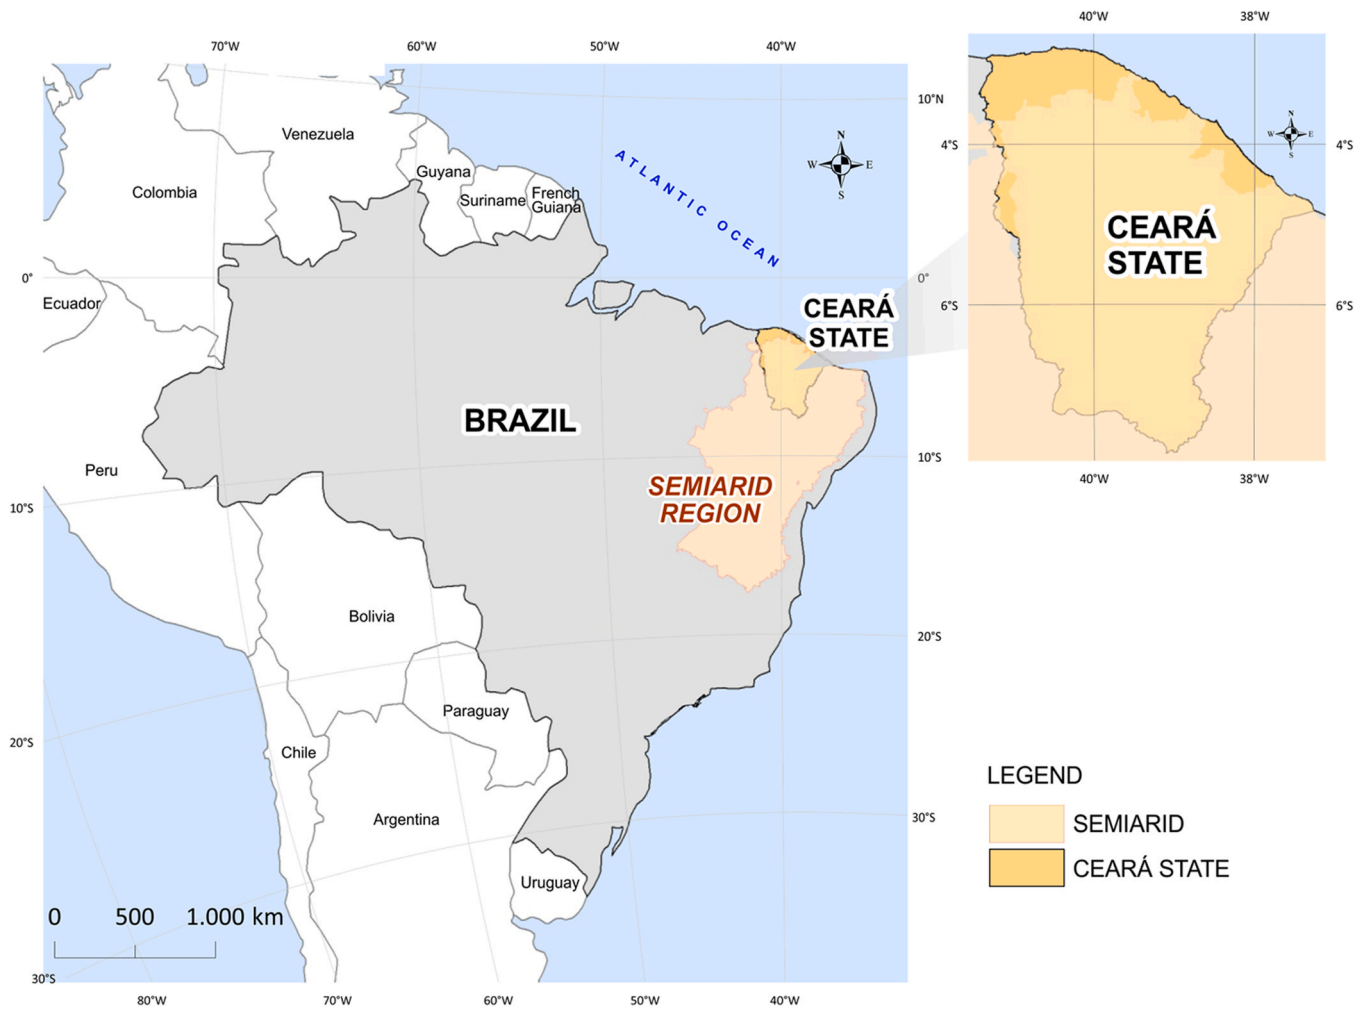 70°W
60°W
50°W
40°W
Venezuela
Colombia
Guyana
Suriname
French
Guiana
ATLANTIC OCEAN
N
W
E
S
10°N
0°
0°
Ecuador
CEARÁ
STATE
BRAZIL
Peru
SEMIARID
REGION
10°S
10°S
Bolivia
20°S
Paraguay
20°S
Chile
Argentina
30°S
Uruguay
0
500
1.000 km
30°S
80°W
70°W
60°W
50°W
40°W
40°W
38°W
N
W
E
S
4°S
4°S
CEARÁ
STATE
6°S
6°S
40°W
38°W
LEGEND
SEMIARID
CEARÁ STATE